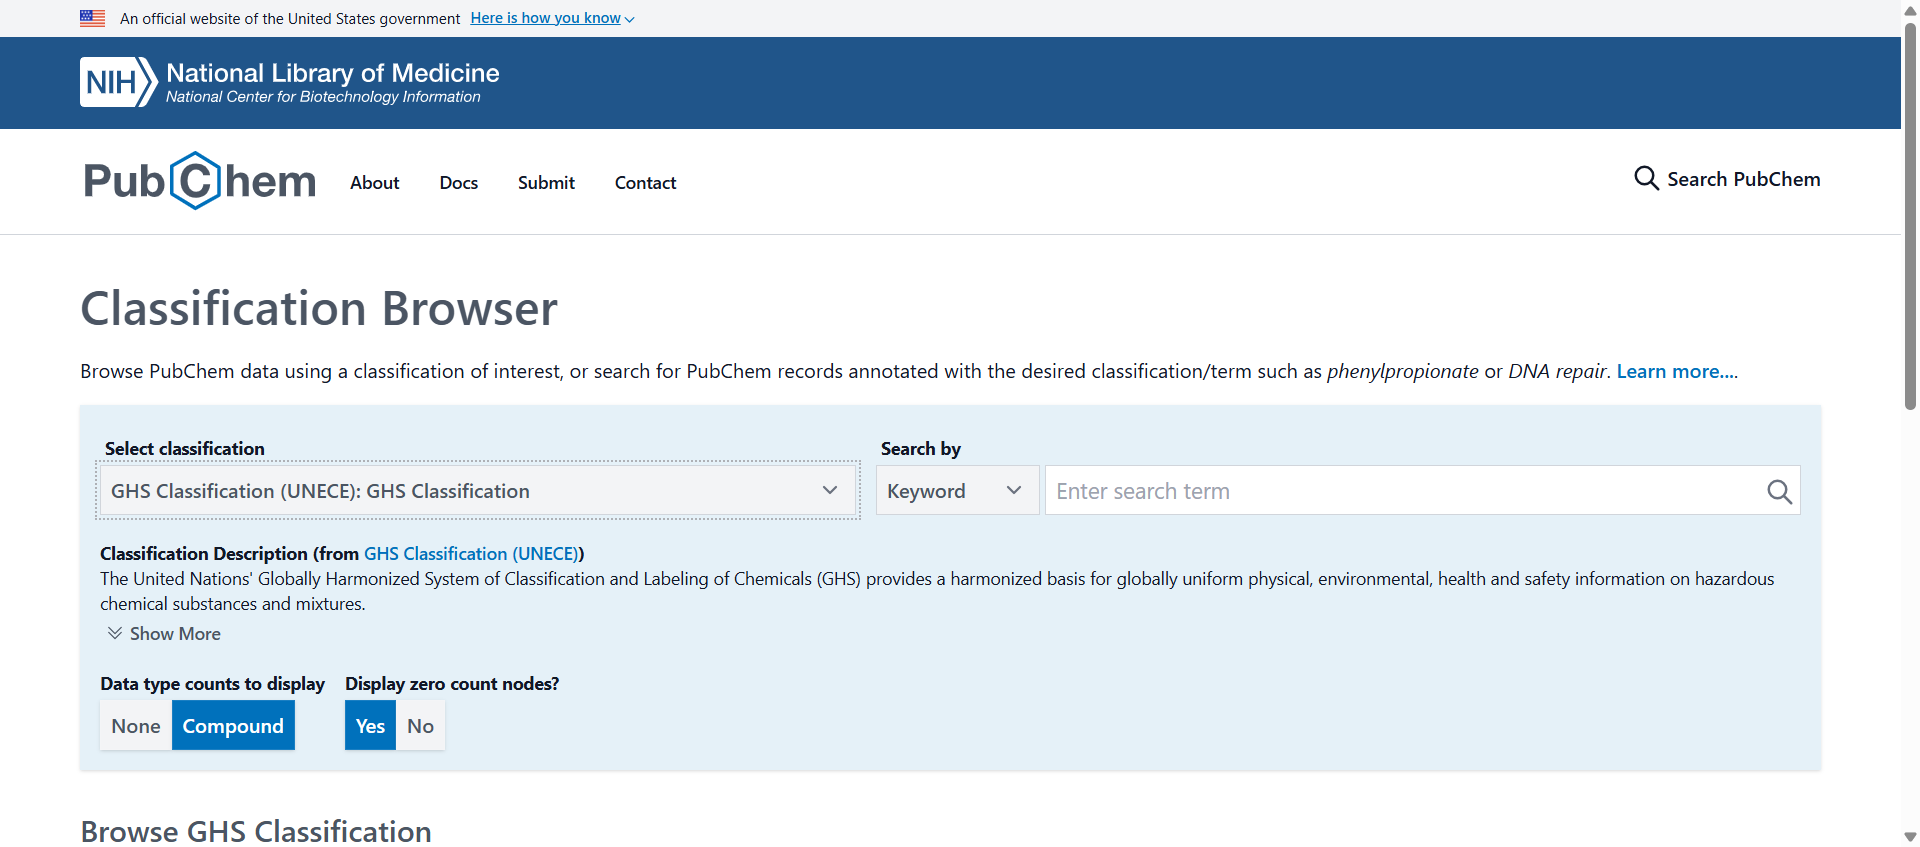 An official website of the United States government Here is how you know
NIH National Library of Medicine
National Center for Biotechnology Information
PubChem About Docs Submit Contact Search PubChem
Classification Browser
Browse PubChem data using a classification of interest, or search for PubChem records annotated with the desired classification/term such as phenylpropionate or DNA repair. Learn more....
Select classification Search by
GHS Classification (UNECE): GHS Classification Keyword Enter search term
Classification Description (from GHS Classification (UNECE))
The United Nations' Globally Harmonized System of Classification and Labeling of Chemicals (GHS) provides a harmonized basis for globally uniform physical, environmental, health and safety information on hazardous
chemical substances and mixtures.
Show More
Data type counts to display Display zero count nodes?
None Compound Yes No
Browse GHS Classification